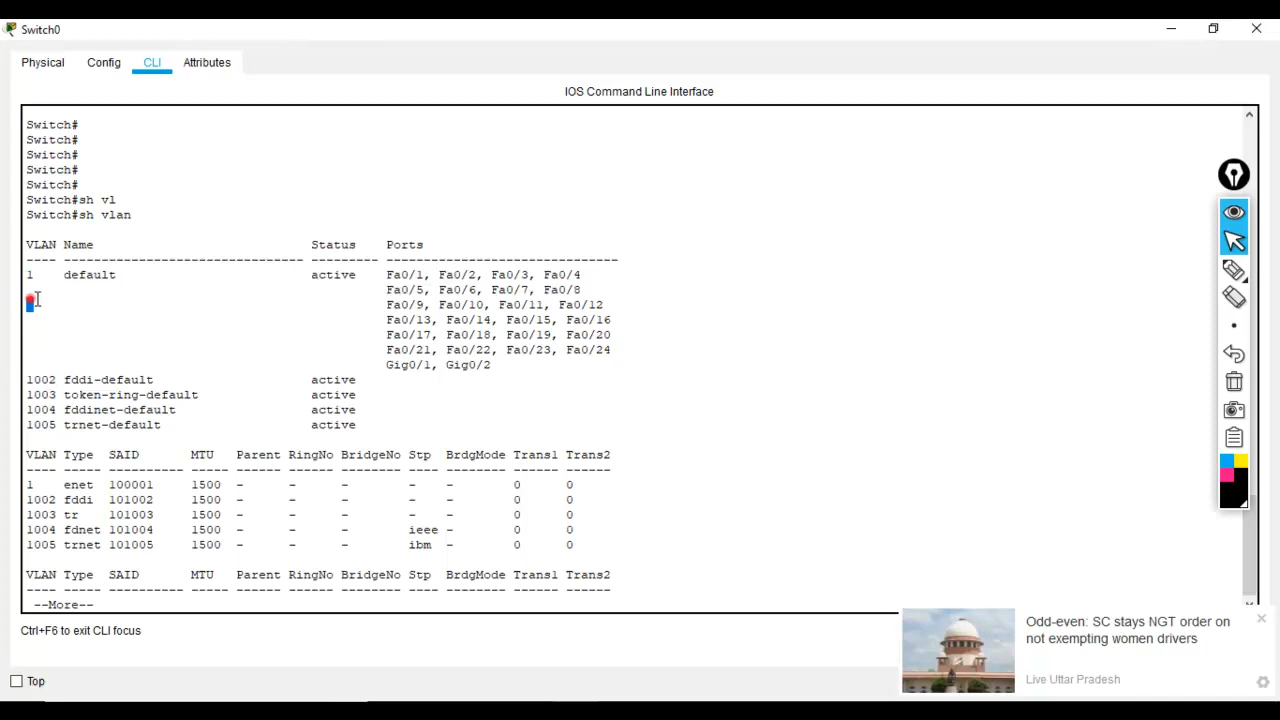 Switch0
Physical Config CLI Attributes
IOS Command Line Interface
Switch#
Switch#
Switch#
Switch#
Switch#
Switch#sh vl
Switch#sh vlan
VLAN Name Status Ports
---- -------------------------------- --------- -------------------------------
1 default active Fa0/1, Fa0/2, Fa0/3, Fa0/4
Fa0/5, Fa0/6, Fa0/7, Fa0/8
Fa0/9, Fa0/10, Fa0/11, Fa0/12
Fa0/13, Fa0/14, Fa0/15, Fa0/16
Fa0/17, Fa0/18, Fa0/19, Fa0/20
Fa0/21, Fa0/22, Fa0/23, Fa0/24
Gig0/1, Gig0/2
1002 fddi-default active
1003 token-ring-default active
1004 fddinet-default active
1005 trnet-default active
VLAN Type SAID MTU Parent RingNo BridgeNo Stp BrdgMode Trans1 Trans2
---- ----- ---------- ----- ------ ------ -------- ---- -------- ------ ------
1 enet 100001 1500 - - - - - 0 0
1002 fddi 101002 1500 - - - - - 0 0
1003 tr 101003 1500 - - - - - 0 0
1004 fdnet 101004 1500 - - - ieee - 0 0
1005 trnet 101005 1500 - - - ibm - 0 0
VLAN Type SAID MTU Parent RingNo BridgeNo Stp BrdgMode Trans1 Trans2
---- ----- ---------- ----- ------ ------ -------- ---- -------- ------ ------
--More--
Ctrl+F6 to exit CLI focus
Top
Odd-even: SC stays NGT order on
not exempting women drivers
Live Uttar Pradesh